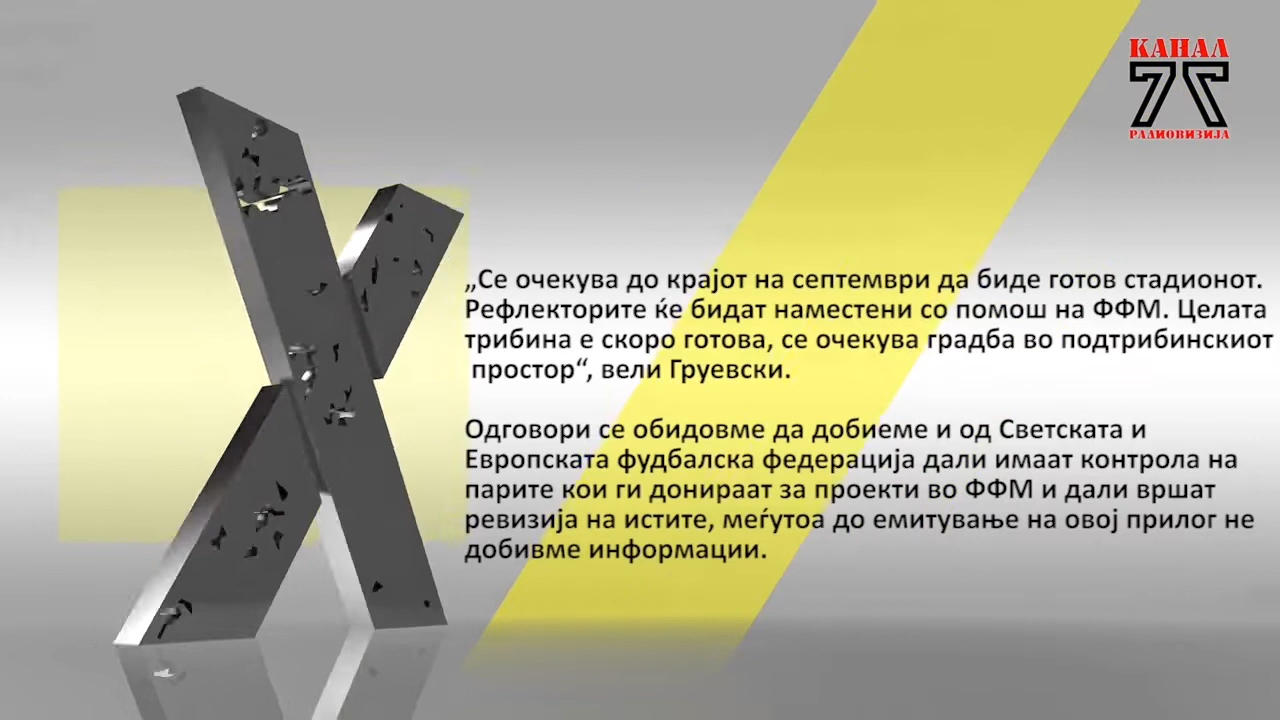 КАНАЛ
77
РАДИОВИЗИЈА
„Се очекува до крајот на септември да биде готов стадионот.
Рефлекторите ќе бидат наместени со помош на ФФМ. Целата
трибина е скоро готова, се очекува градба во подтрибинскиот
простор“, вели Груевски.
Одговори се обидовме да добиеме и од Светската и
Европската фудбалска федерација дали имаат контрола на
парите кои ги донираат за проекти во ФФМ и дали вршат
ревизија на истите, меѓутоа до емитување на овој прилог не
добивме информации.